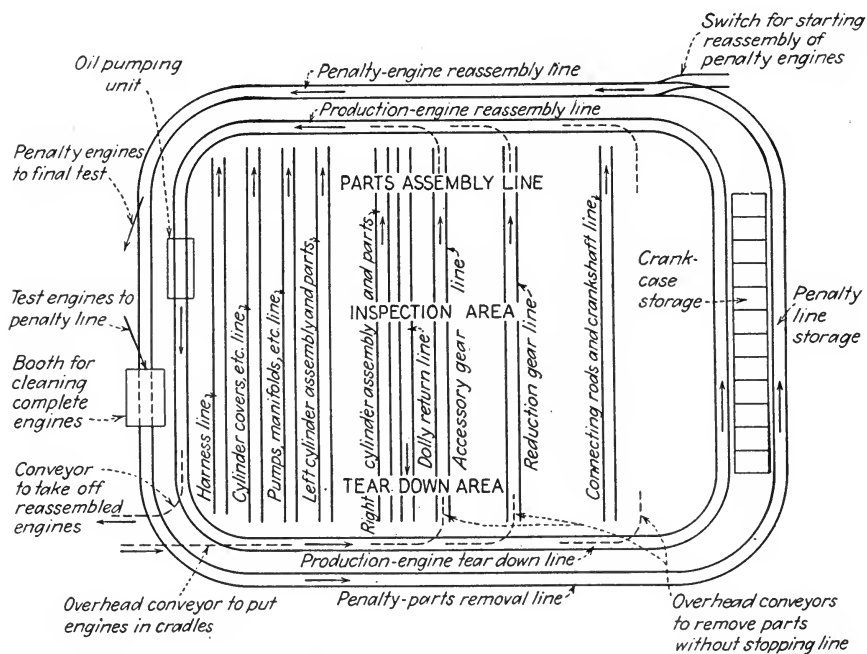 Switch for starting
reassembly of
penalty engines
Oil pumping
unit
Penalty-engine reassembly line
Production-engine reassembly line
Penalty engines
to final test
PARTS ASSEMBLY LINE
Crank-
case
storage
Penalty
line
storage
INSPECTION AREA
Test engines to
penalty line
Booth for
cleaning
complete
engines
Harness line
Cylinder covers, etc. line
Pumps, manifolds, etc. line
Left cylinder assembly and parts
Right cylinder assembly and parts
Dolly return line
Accessory gear line
Reduction gear line
Connecting rods and crankshaft line
TEAR DOWN AREA
Conveyor
to take off
reassembled
engines
Production-engine tear down line
Penalty-parts removal line
Overhead conveyor to put
engines in cradles
Overhead conveyors
to remove parts
without stopping line